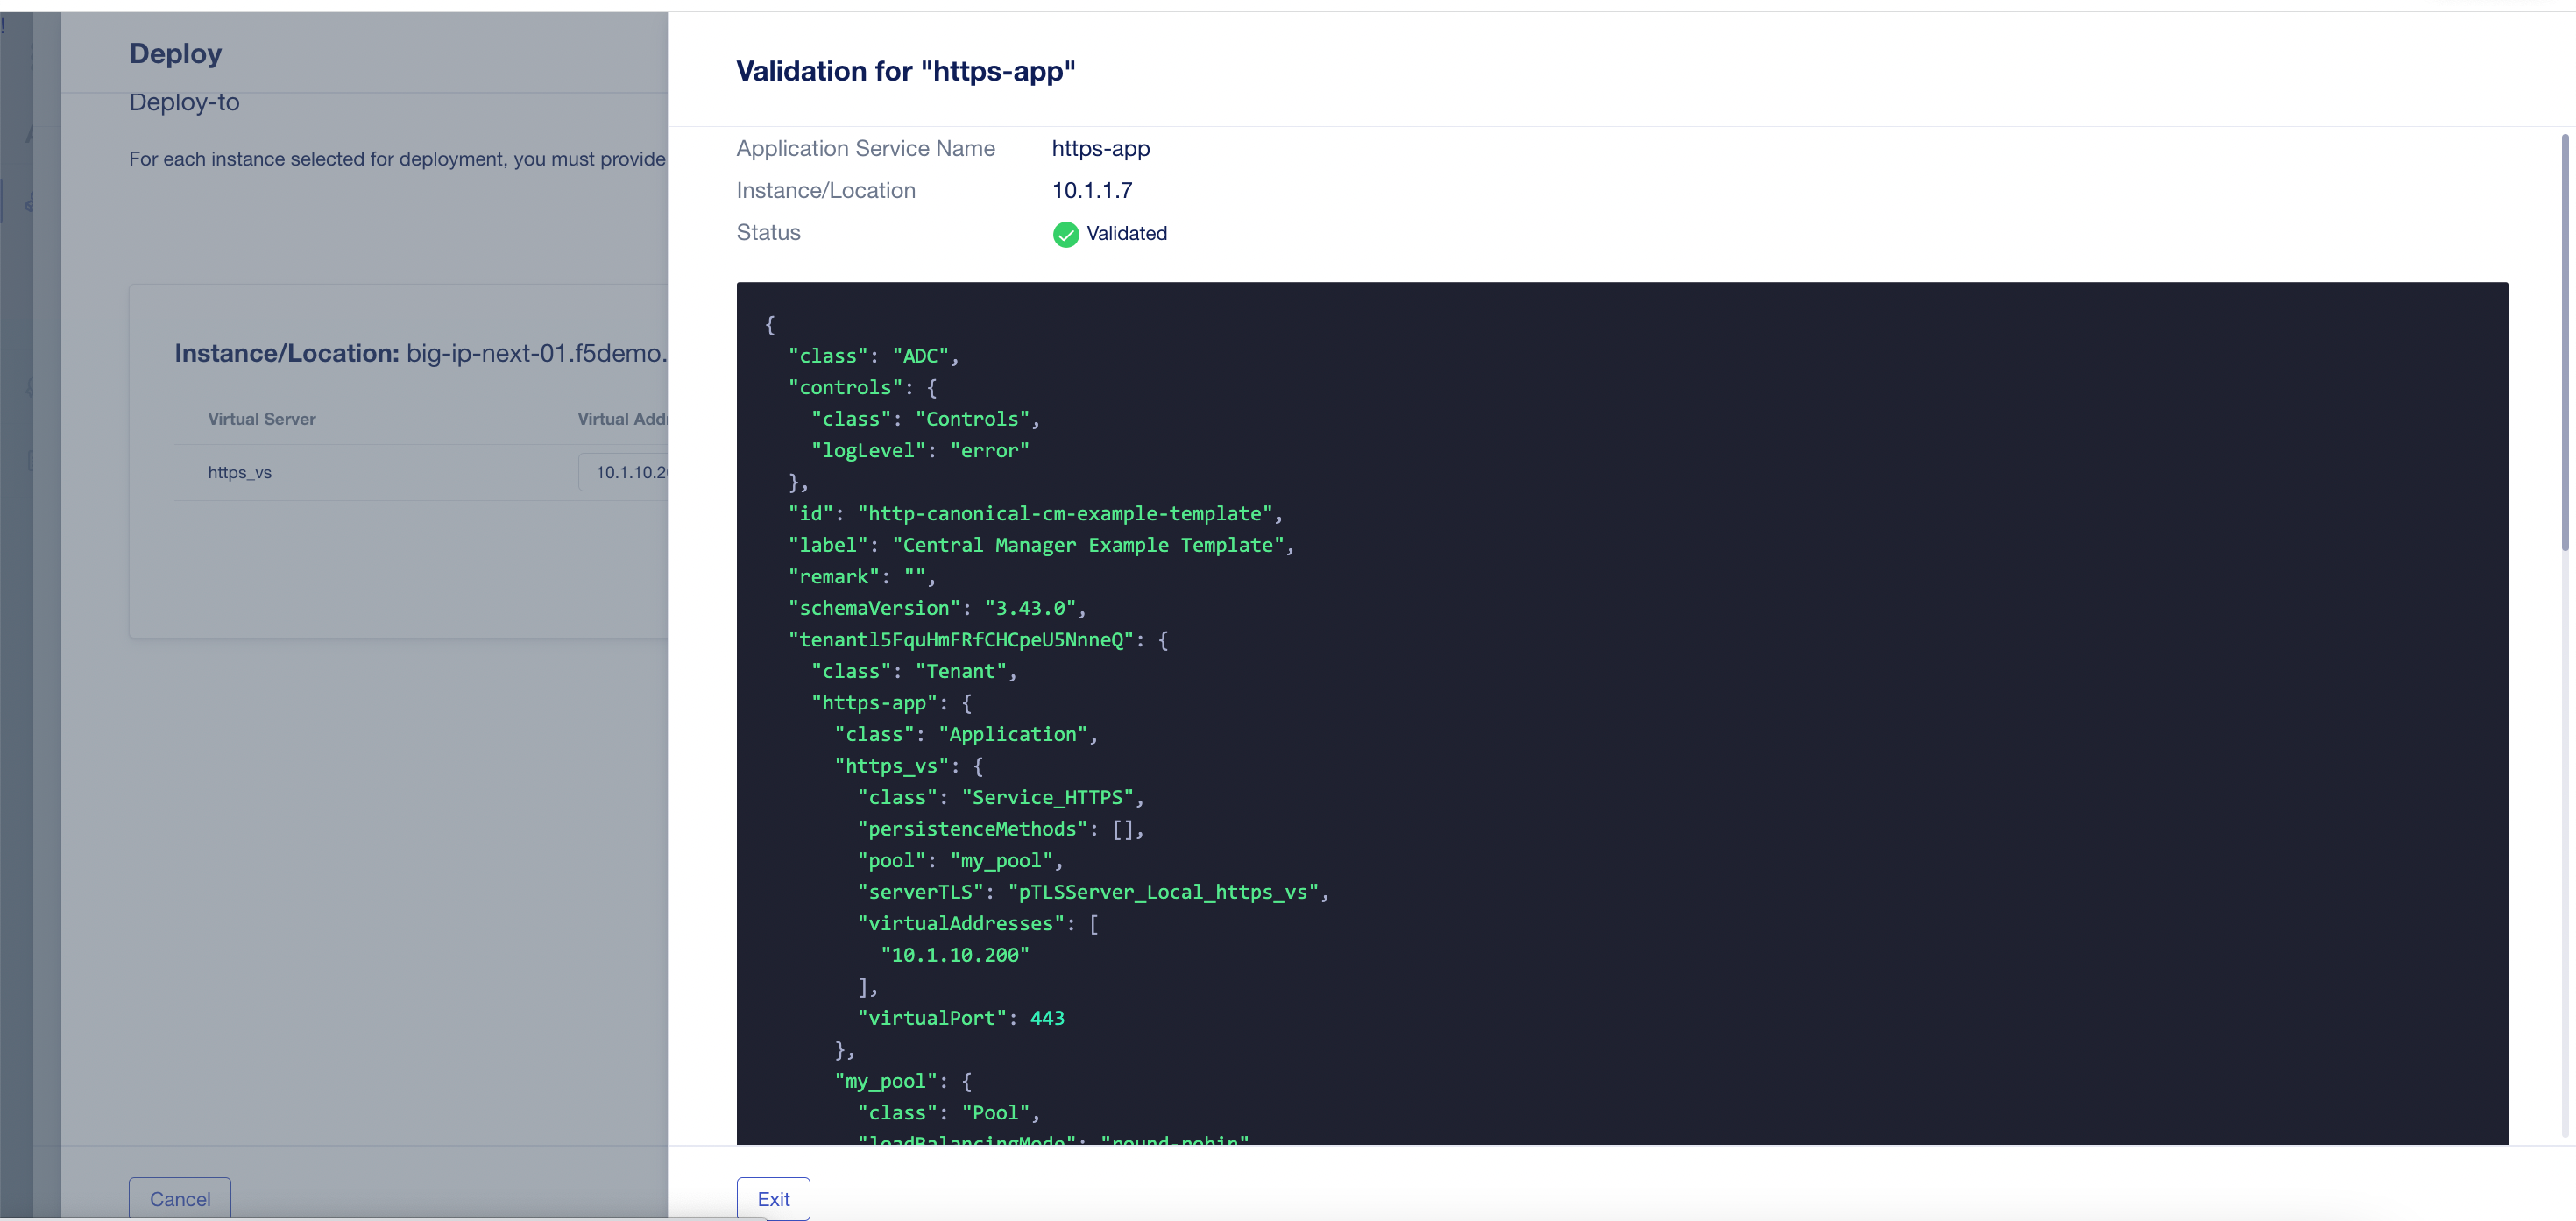 Deploy
Deploy-to
For each instance selected for deployment, you must provide
Instance/Location: big-ip-next-01.f5demo.
Virtual Server Virtual Addr
https_vs 10.1.10.2
Cancel
Validation for "https-app"
Application Service Name https-app
Instance/Location 10.1.1.7
Status Validated
{
"class": "ADC",
"controls": {
"class": "Controls",
"logLevel": "error"
},
"id": "http-canonical-cm-example-template",
"label": "Central Manager Example Template",
"remark": "",
"schemaVersion": "3.43.0",
"tenantl5FquHmFRfCHCpeU5NnneQ": {
"class": "Tenant",
"https-app": {
"class": "Application",
"https_vs": {
"class": "Service_HTTPS",
"persistenceMethods": [],
"pool": "my_pool",
"serverTLS": "pTLSServer_Local_https_vs",
"virtualAddresses": [
"10.1.10.200"
],
"virtualPort": 443
},
"my_pool": {
"class": "Pool",
"loadBalancingMode": "round-robin"
Exit